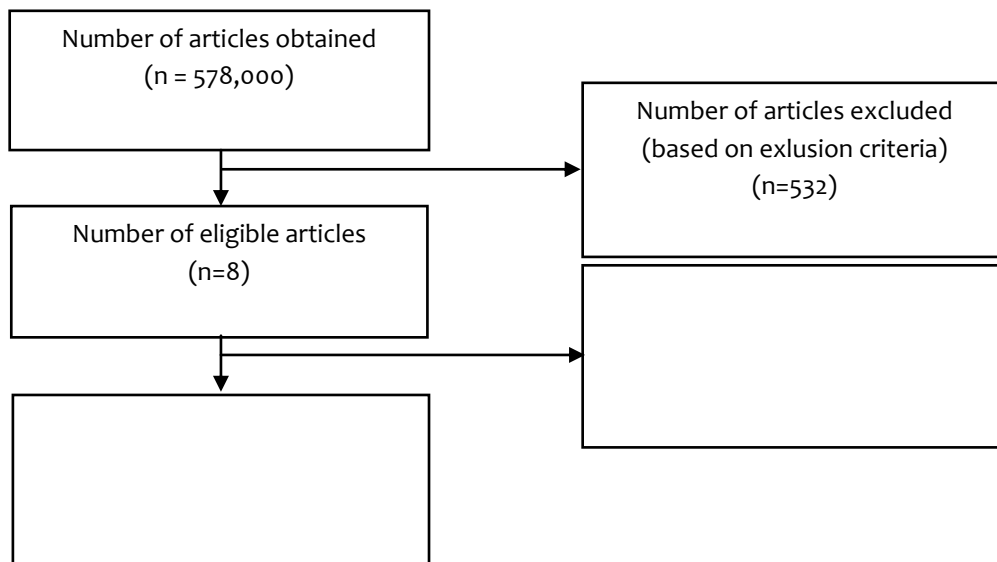 Number of articles obtained
(n = 578,000)
Number of articles excluded
(based on exlusion criteria)
(n=532)
Number of eligible articles
(n=8)